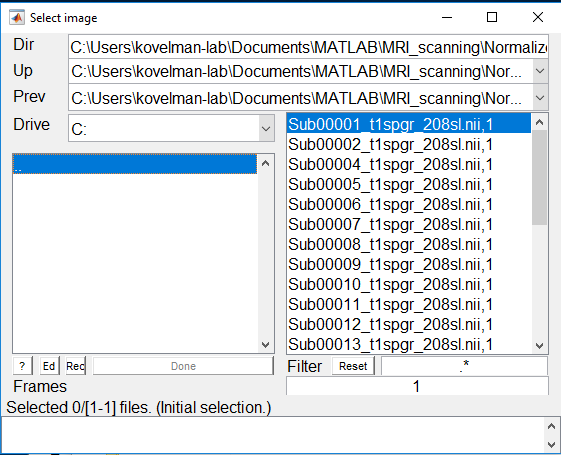 Select image
Dir C:\Users\kovelman-lab\Documents\MATLAB\MRI_scanning\Normalize
Up C:\Users\kovelman-lab\Documents\MATLAB\MRI_scanning\Nor...
Prev C:\Users\kovelman-lab\Documents\MATLAB\MRI_scanning\Nor...
Drive C:
..
Sub00001_t1spgr_208sl.nii,1
Sub00002_t1spgr_208sl.nii,1
Sub00004_t1spgr_208sl.nii,1
Sub00005_t1spgr_208sl.nii,1
Sub00006_t1spgr_208sl.nii,1
Sub00007_t1spgr_208sl.nii,1
Sub00008_t1spgr_208sl.nii,1
Sub00009_t1spgr_208sl.nii,1
Sub00010_t1spgr_208sl.nii,1
Sub00011_t1spgr_208sl.nii,1
Sub00012_t1spgr_208sl.nii,1
Sub00013_t1spgr_208sl.nii,1
? Ed Rec Done Filter Reset .*
Frames 1
Selected 0/[1-1] files. (Initial selection.)